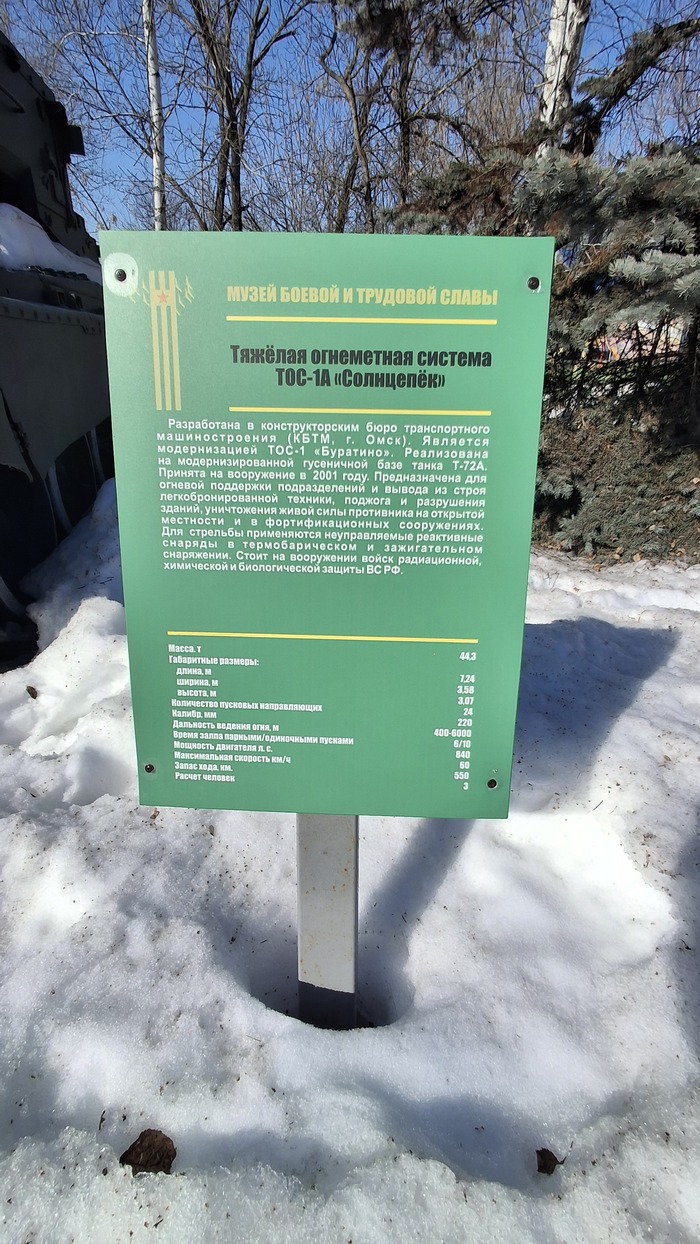 МУЗЕЙ БОЕВОЙ И ТРУДОВОЙ СЛАВЫ
Тяжёлая огнеметная система
ТОС-1А «Солнцепёк»
Разработана в конструкторским бюро транспортного
машиностроения (КБТМ, г. Омск). Является
модернизацией ТОС-1 «Буратино». Реализована
на модернизированной гусеничной базе танка Т-72А.
Принята на вооружение в 2001 году. Предназначена для
огневой поддержки подразделений и вывода из строя
легкобронированной техники, поджога и разрушения
зданий, уничтожения живой силы противника на открытой
местности и в фортификационных сооружениях.
Для стрельбы применяются неуправляемые реактивные
снаряды в термобарическом и зажигательном
снаряжении. Стоит на вооружении войск радиационной,
химической и биологической защиты ВС РФ.
Масса. т 44,3
Габаритные размеры:
длина, м 7,24
ширина, м 3,58
высота, м 3,07
Количество пусковых направляющих 24
Калибр, мм 220
Дальность ведения огня, м 400-6000
Время залпа парными/одиночными пусками 6/10
Мощность двигателя л. с. 840
Максимальная скорость км/ч 60
Запас хода, км. 550
Расчет человек 3